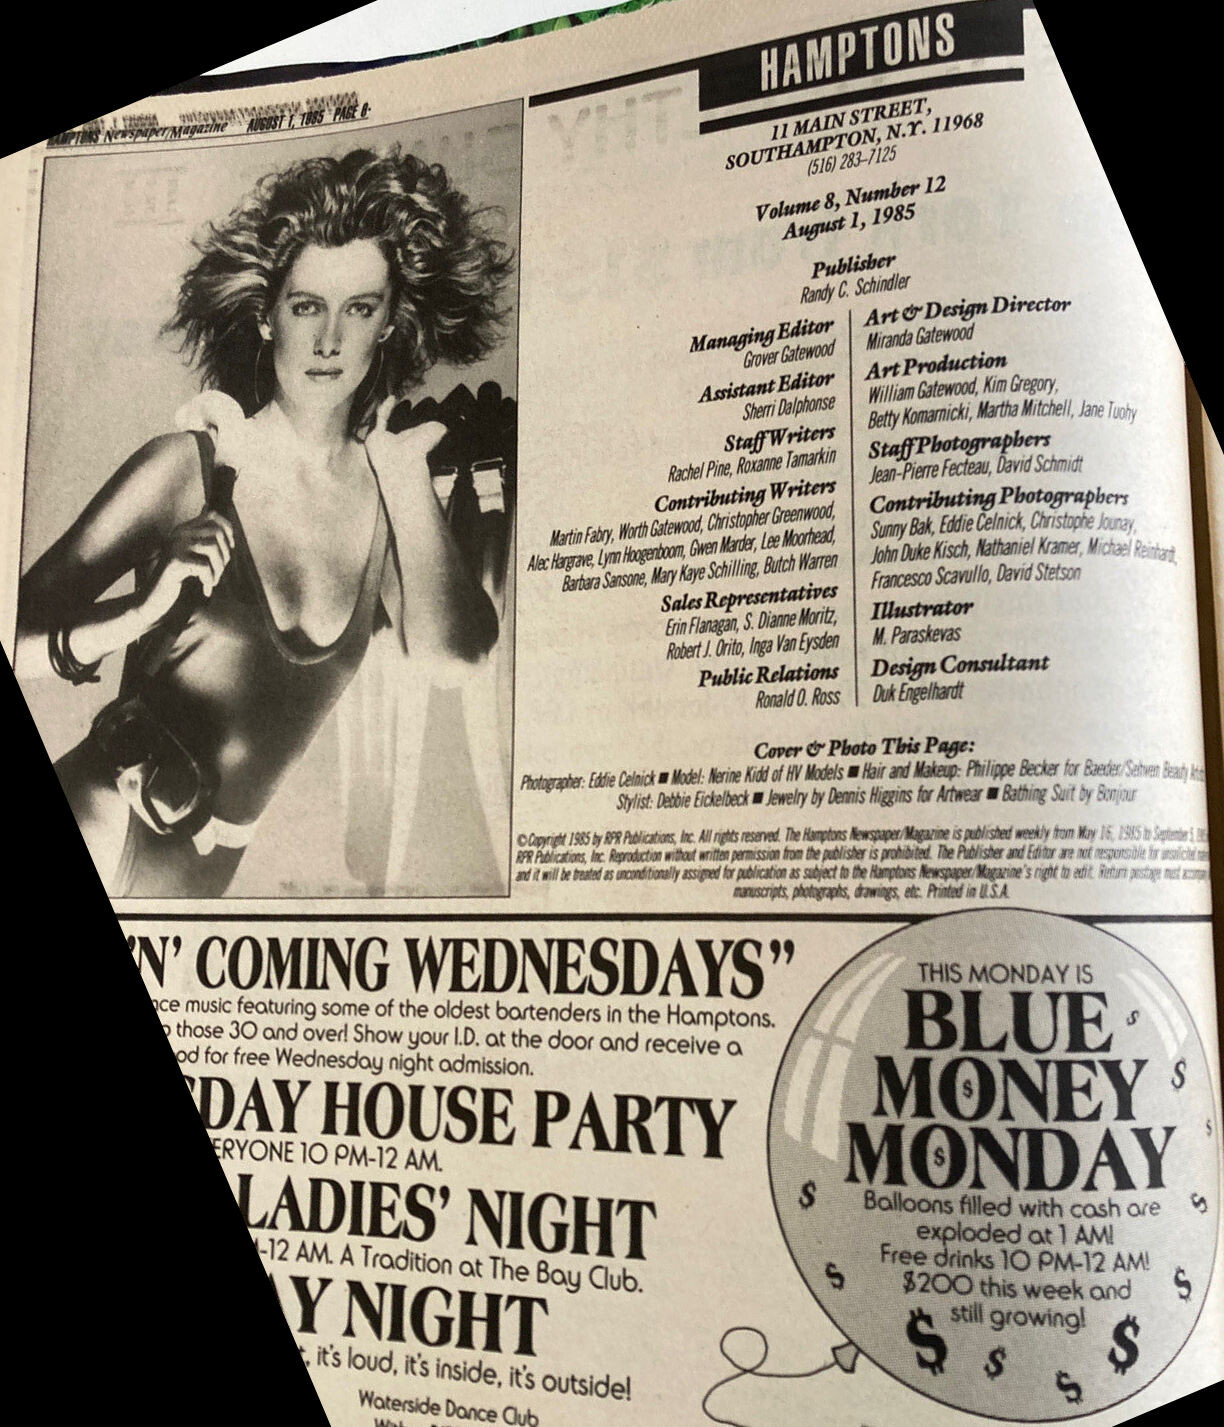 HAMPTONS Newspaper/Magazine AUGUST 1, 1985 PAGE 6
HAMPTONS
11 MAIN STREET,
SOUTHAMPTON, N.Y. 11968
(516) 283-7125
Volume 8, Number 12
August 1, 1985
Publisher
Randy C. Schindler
Managing Editor
Grover Gatewood
Assistant Editor
Sherri Dalphonse
Staff Writers
Rachel Pine, Roxanne Tamarkin
Contributing Writers
Martin Fabry, Worth Gatewood, Christopher Greenwood,
Alec Hargrave, Lynn Hoogenboom, Gwen Marder, Lee Moorhead,
Barbara Sansone, Mary Kaye Schilling, Butch Warren
Sales Representatives
Erin Flanagan, S. Dianne Moritz,
Robert J. Orito, Inga Van Eysden
Public Relations
Ronald O. Ross
Art & Design Director
Miranda Gatewood
Art Production
William Gatewood, Kim Gregory,
Betty Komarnicki, Martha Mitchell, Jane Tuohy
Staff Photographers
Jean-Pierre Fecteau, David Schmidt
Contributing Photographers
Sunny Bak, Eddie Celnick, Christophe Jounay,
John Duke Kisch, Nathaniel Kramer, Michael Reinhardt,
Francesco Scavullo, David Stetson
Illustrator
M. Paraskevas
Design Consultant
Duk Engelhardt
Cover & Photo This Page:
Photographer: Eddie Celnick ■ Model: Nerine Kidd of HV Models ■ Hair and Makeup: Philippe Becker for Baeder/Sehven Beauty
Stylist: Debbie Eickelbeck ■ Jewelry by Dennis Higgins for Artwear ■ Bathing Suit by Bonjour
©Copyright 1985 by RPR Publications, Inc. All rights reserved. The Hamptons Newspaper/Magazine is published weekly from May 16, 1985 to September 5,
RPR Publications, Inc. Reproduction without written permission from the publisher is prohibited. The Publisher and Editor are not responsible for unsolicited
and it will be treated as unconditionally assigned for publication as subject to the Hamptons Newspaper/Magazine's right to edit. Return postage must
manuscripts, photographs, drawings, etc. Printed in U.S.A.
'N' COMING WEDNESDAYS"
music featuring some of the oldest bartenders in the Hamptons.
those 30 and over! Show your I.D. at the door and receive a
for free Wednesday night admission.
DAY HOUSE PARTY
ERYONE 10 PM-12 AM.
LADIES' NIGHT
-12 AM. A Tradition at The Bay Club.
Y NIGHT
it's loud, it's inside, it's outside!
Waterside Dance Club
THIS MONDAY IS
BLUE
MONEY
MONDAY
Balloons filled with cash are
exploded at 1 AM!
Free drinks 10 PM-12 AM!
$200 this week and
still growing!